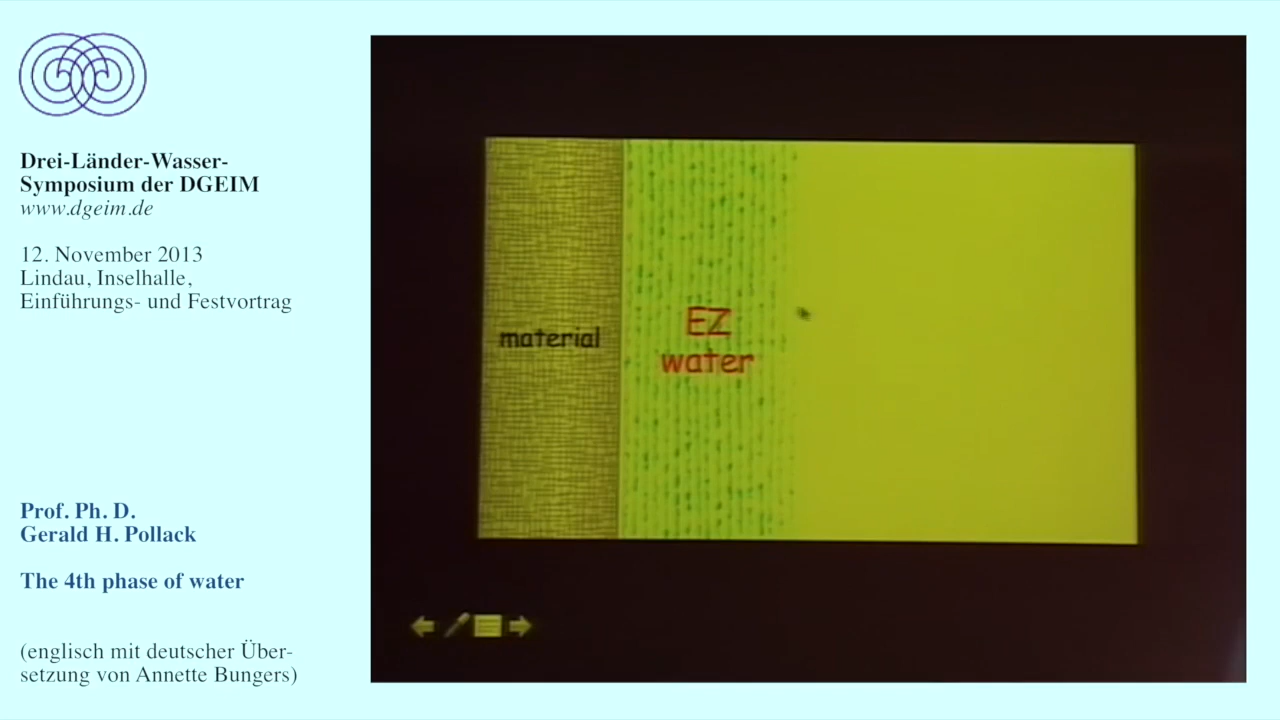 Drei-Länder-Wasser-
Symposium der DGEIM
www.dgeim.de
12. November 2013
Lindau, Inselhalle,
Einführungs- und Festvortrag
Prof. Ph. D.
Gerald H. Pollack
The 4th phase of water
(englisch mit deutscher Über-
setzung von Annette Bungers)
material
EZ
water